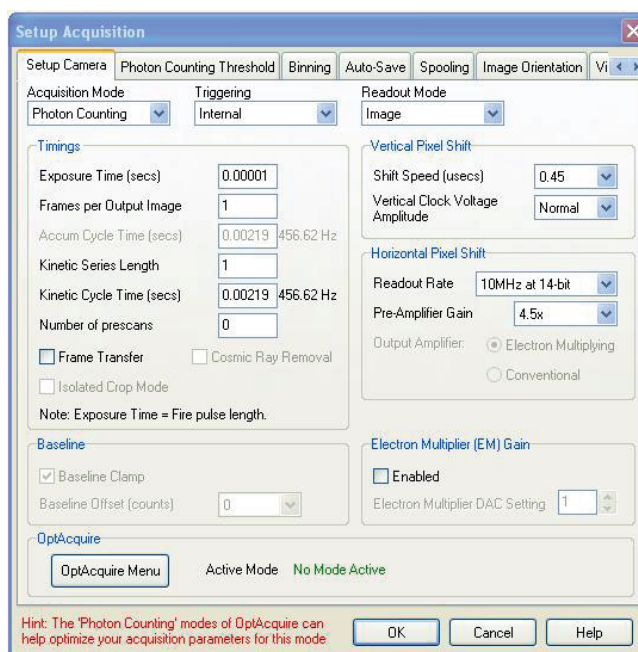 Setup Acquisition
Setup Camera Photon Counting Threshold Binning Auto-Save Spooling Image Orientation Vi
Acquisition Mode Triggering Readout Mode
Photon Counting Internal Image
Timings
Exposure Time (secs) 0.00001
Frames per Output Image 1
Accum Cycle Time (secs) 0.00219 456.62 Hz
Kinetic Series Length 1
Kinetic Cycle Time (secs) 0.00219 456.62 Hz
Number of prescans 0
Frame Transfer Cosmic Ray Removal
Isolated Crop Mode
Note: Exposure Time = Fire pulse length.
Vertical Pixel Shift
Shift Speed (usecs) 0.45
Vertical Clock Voltage
Amplitude Normal
Horizontal Pixel Shift
Readout Rate 10MHz at 14-bit
Pre-Amplifier Gain 4.5x
Output Amplifier: Electron Multiplying
Conventional
Baseline
Baseline Clamp
Baseline Offset (counts) 0
Electron Multiplier (EM) Gain
Enabled
Electron Multiplier DAC Setting 1
OptAcquire
OptAcquire Menu Active Mode No Mode Active
Hint: The 'Photon Counting' modes of OptAcquire can
help optimize your acquisition parameters for this mode
OK Cancel Help